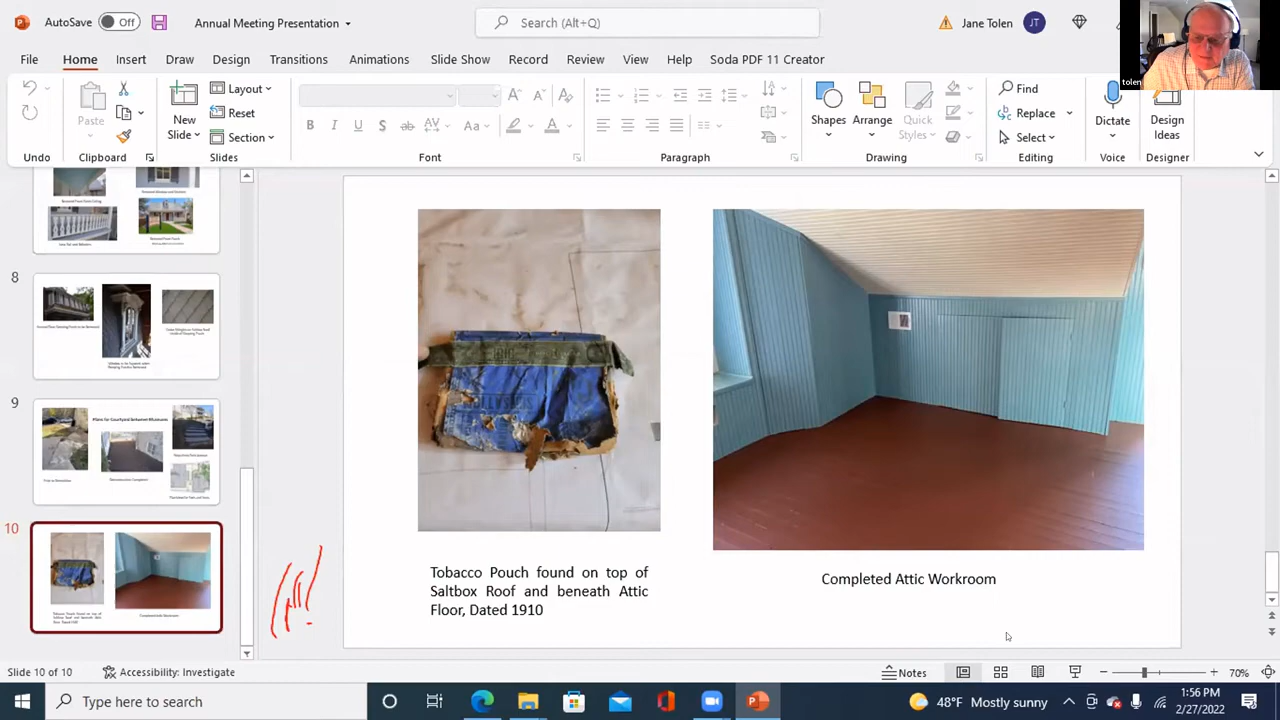 AutoSave
Off
Annual Meeting Presentation
Search (Alt+Q)
Jane Tolen
JT
File
Home
Insert
Draw
Design
Transitions
Animations
Slide Show
Record
Review
View
Help
Soda PDF 11 Creator
tolen
Paste
New
Slide
Layout
Reset
Section
B
I
U
S
ab
AV
Aa
A
Shapes
Arrange
Quick
Styles
Find
Replace
Select
Dictate
Design
Ideas
Undo
Clipboard
Slides
Font
Paragraph
Drawing
Editing
Voice
Designer
8
9
Plans for Courtyard Between Museums
10
Tobacco Pouch found on top of
Saltbox Roof and beneath Attic
Floor, Dated 1910
Completed Attic Workroom
Slide 10 of 10
Accessibility: Investigate
Notes
70%
Type here to search
48°F Mostly sunny
1:56 PM
2/27/2022